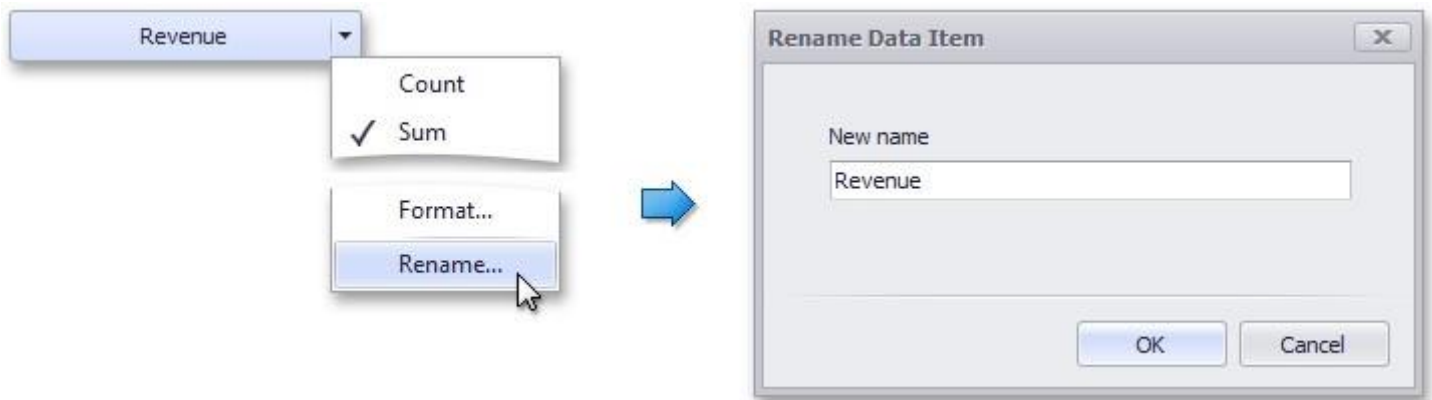 Revenue
Count
Sum
Format...
Rename...
Rename Data Item
New name
Revenue
OK
Cancel